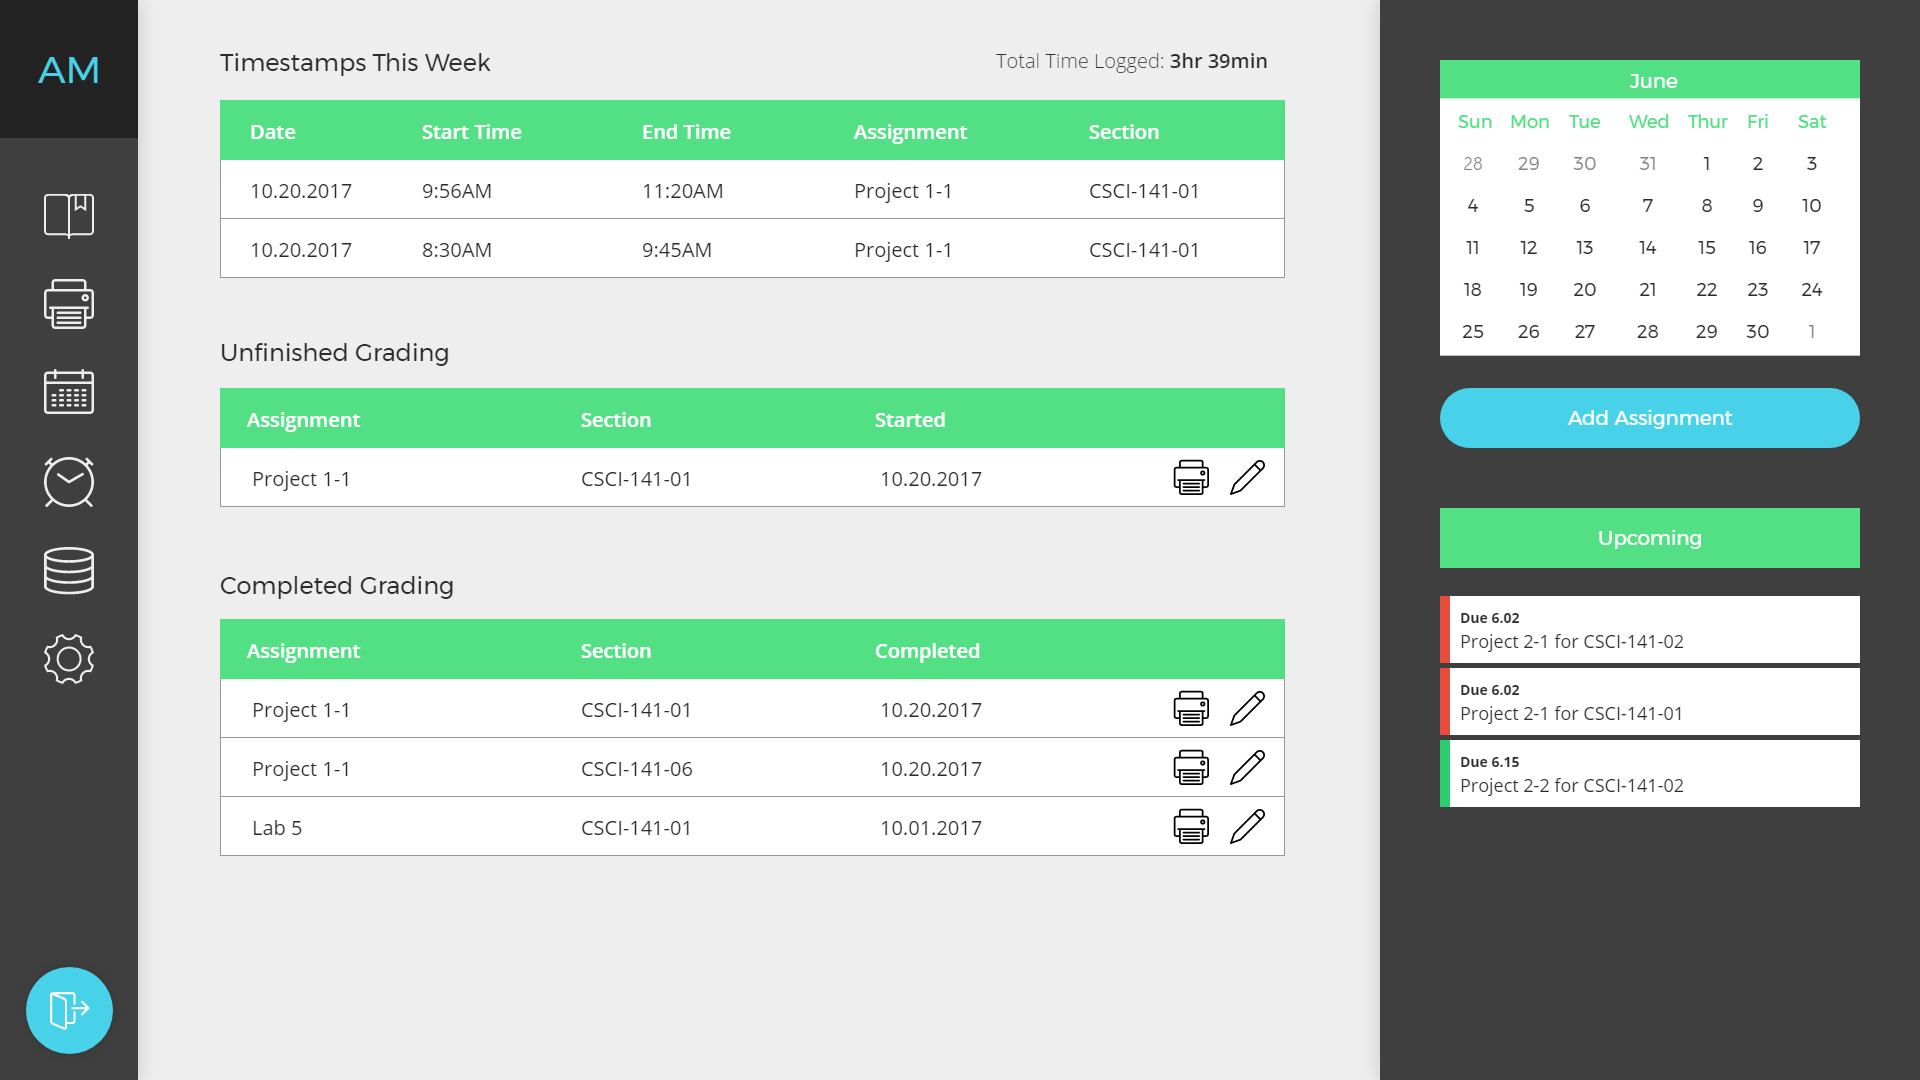 AM
Timestamps This Week
Total Time Logged: 3hr 39min
Date Start Time End Time Assignment Section
10.20.2017 9:56AM 11:20AM Project 1-1 CSCI-141-01
10.20.2017 8:30AM 9:45AM Project 1-1 CSCI-141-01
Unfinished Grading
Assignment Section Started
Project 1-1 CSCI-141-01 10.20.2017
Completed Grading
Assignment Section Completed
Project 1-1 CSCI-141-01 10.20.2017
Project 1-1 CSCI-141-06 10.20.2017
Lab 5 CSCI-141-01 10.01.2017
June
Sun Mon Tue Wed Thur Fri Sat
28 29 30 31 1 2 3
4 5 6 7 8 9 10
11 12 13 14 15 16 17
18 19 20 21 22 23 24
25 26 27 28 29 30 1
Add Assignment
Upcoming
Due 6.02
Project 2-1 for CSCI-141-02
Due 6.02
Project 2-1 for CSCI-141-01
Due 6.15
Project 2-2 for CSCI-141-02